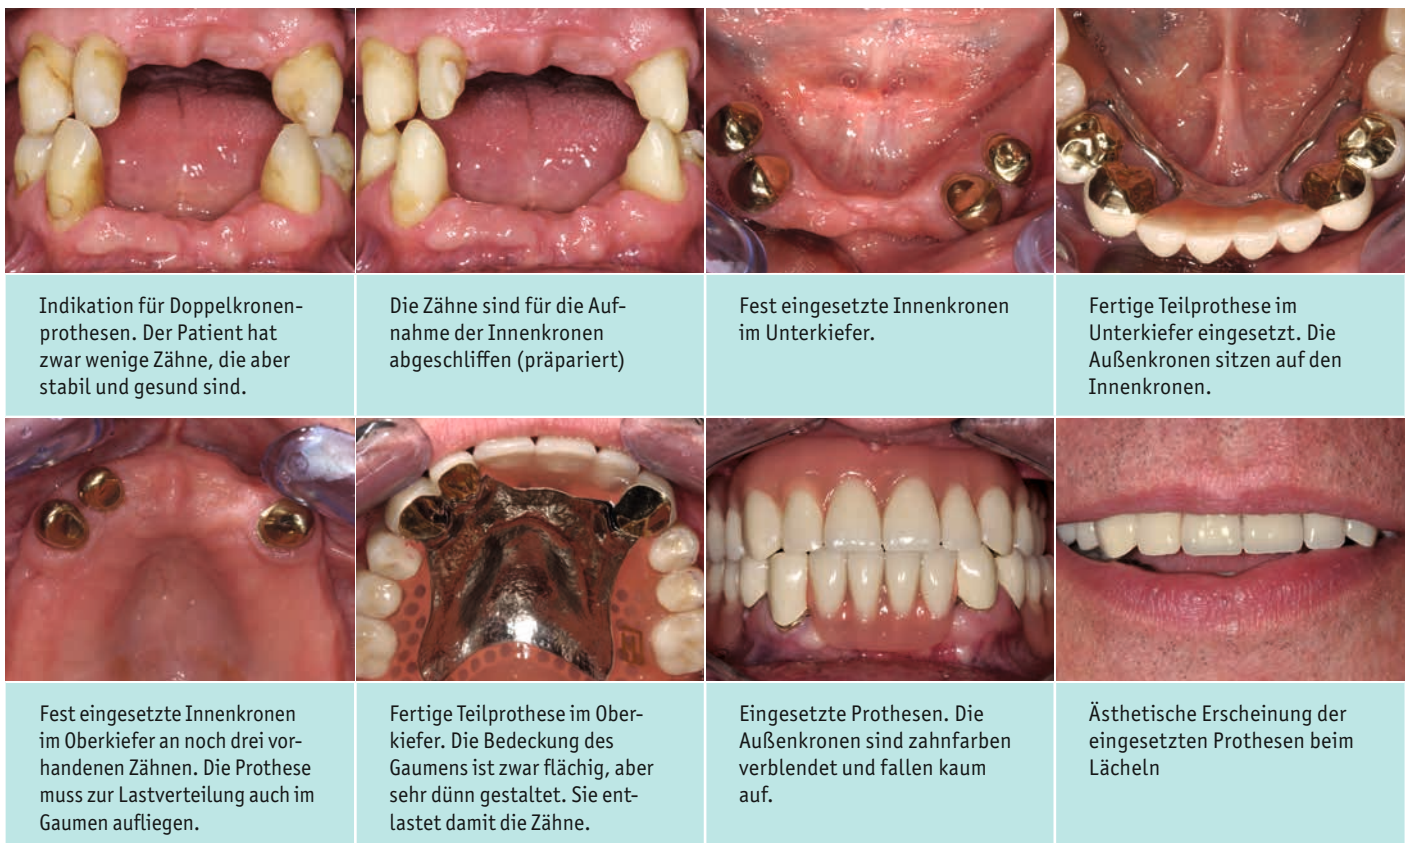 Indikation für Doppelkronen-
prothesen. Der Patient hat
zwar wenige Zähne, die aber
stabil und gesund sind.
Die Zähne sind für die Auf-
nahme der Innenkronen
abgeschliffen (präpariert)
Fest eingesetzte Innenkronen
im Unterkiefer.
Fertige Teilprothese im
Unterkiefer eingesetzt. Die
Außenkronen sitzen auf den
Innenkronen.
Fest eingesetzte Innenkronen
im Oberkiefer an noch drei vor-
handenen Zähnen. Die Prothese
muss zur Lastverteilung auch im
Gaumen aufliegen.
Fertige Teilprothese im Ober-
kiefer. Die Bedeckung des
Gaumens ist zwar flächig, aber
sehr dünn gestaltet. Sie ent-
lastet damit die Zähne.
Eingesetzte Prothesen. Die
Außenkronen sind zahnfarben
verblendet und fallen kaum
auf.
Ästhetische Erscheinung der
eingesetzten Prothesen beim
Lächeln